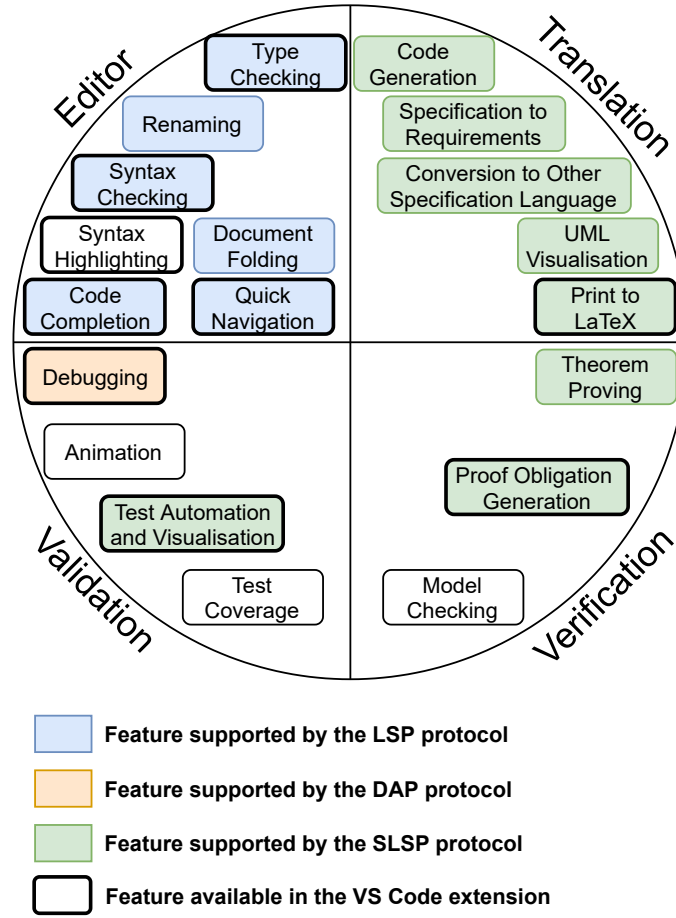 Editor
Translation
Type
Checking
Code
Generation
Renaming
Specification to
Requirements
Syntax
Checking
Conversion to Other
Specification Language
Syntax
Highlighting
Document
Folding
UML
Visualisation
Code
Completion
Quick
Navigation
Print to
LaTeX
Debugging
Theorem
Proving
Animation
Proof Obligation
Generation
Test Automation
and Visualisation
Test
Coverage
Model
Checking
Validation
Verification
Feature supported by the LSP protocol
Feature supported by the DAP protocol
Feature supported by the SLSP protocol
Feature available in the VS Code extension